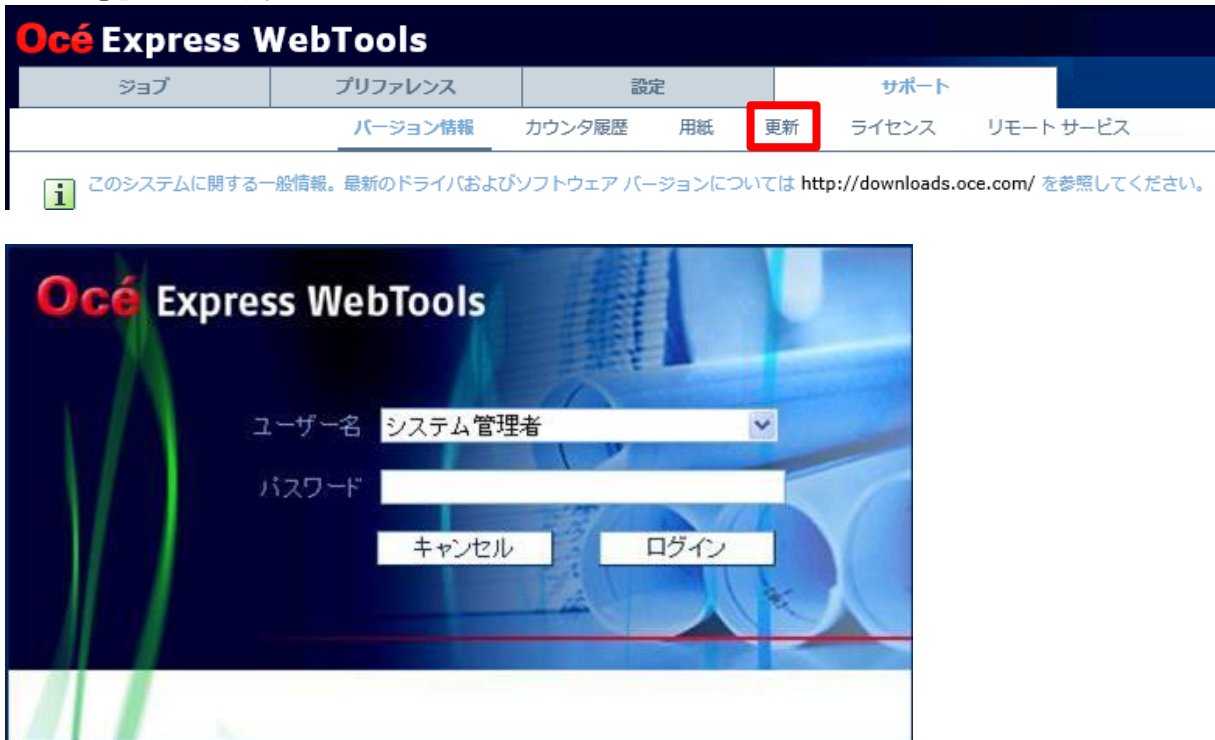 Océ Express WebTools
ジョブ プリファレンス 設定 サポート
バージョン情報 カウンタ履歴 用紙 更新 ライセンス リモート サービス
このシステムに関する一般情報。最新のドライバおよびソフトウェア バージョンについては http://downloads.oce.com/ を参照してください。
Océ Express WebTools
ユーザー名 システム管理者
パスワード
キャンセル ログイン